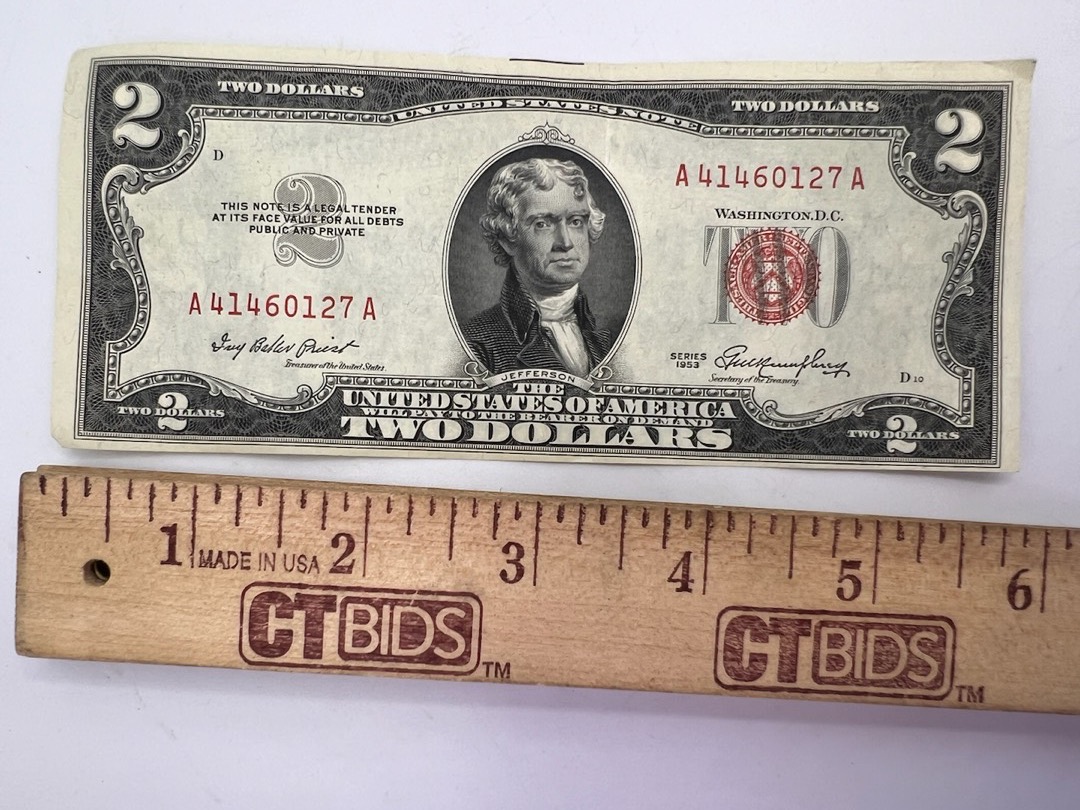 2
TWO DOLLARS
UNITED STATES NOTE
TWO DOLLARS
2
D
A 41460127 A
THIS NOTE IS A LEGAL TENDER
AT ITS FACE VALUE FOR ALL DEBTS
PUBLIC AND PRIVATE
2
WASHINGTON, D.C.
TWO
A 41460127 A
Ivy Baker Priest
Treasurer of the United States.
SERIES
1953
Secretary of the Treasury.
D 10
JEFFERSON
THE
UNITED STATES OF AMERICA
WILL PAY TO THE BEARER ON DEMAND
TWO DOLLARS
2
TWO DOLLARS
2
TWO DOLLARS
1 2 3 4 5 6
MADE IN USA
CTBIDS TM
CTBIDS TM